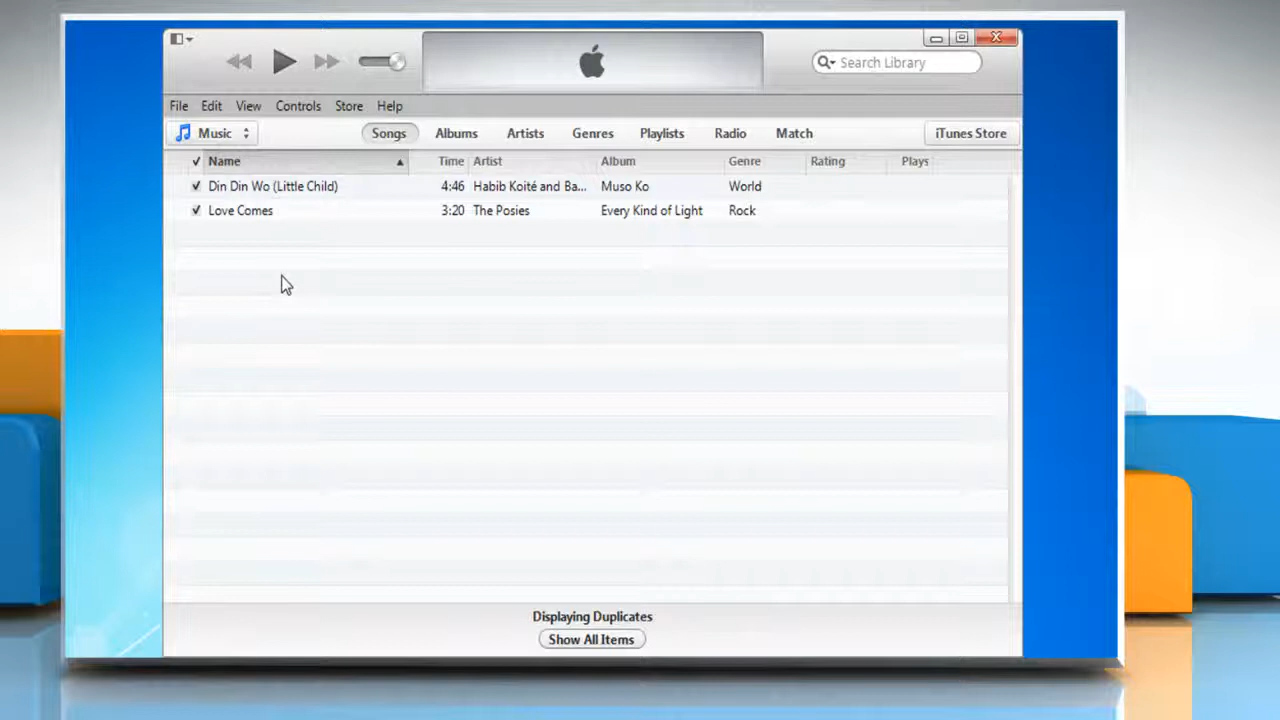 Search Library
File Edit View Controls Store Help
Music Songs Albums Artists Genres Playlists Radio Match iTunes Store
✓ Name Time Artist Album Genre Rating Plays
✓ Din Din Wo (Little Child) 4:46 Habib Koité and Ba... Muso Ko World
✓ Love Comes 3:20 The Posies Every Kind of Light Rock
Displaying Duplicates
Show All Items